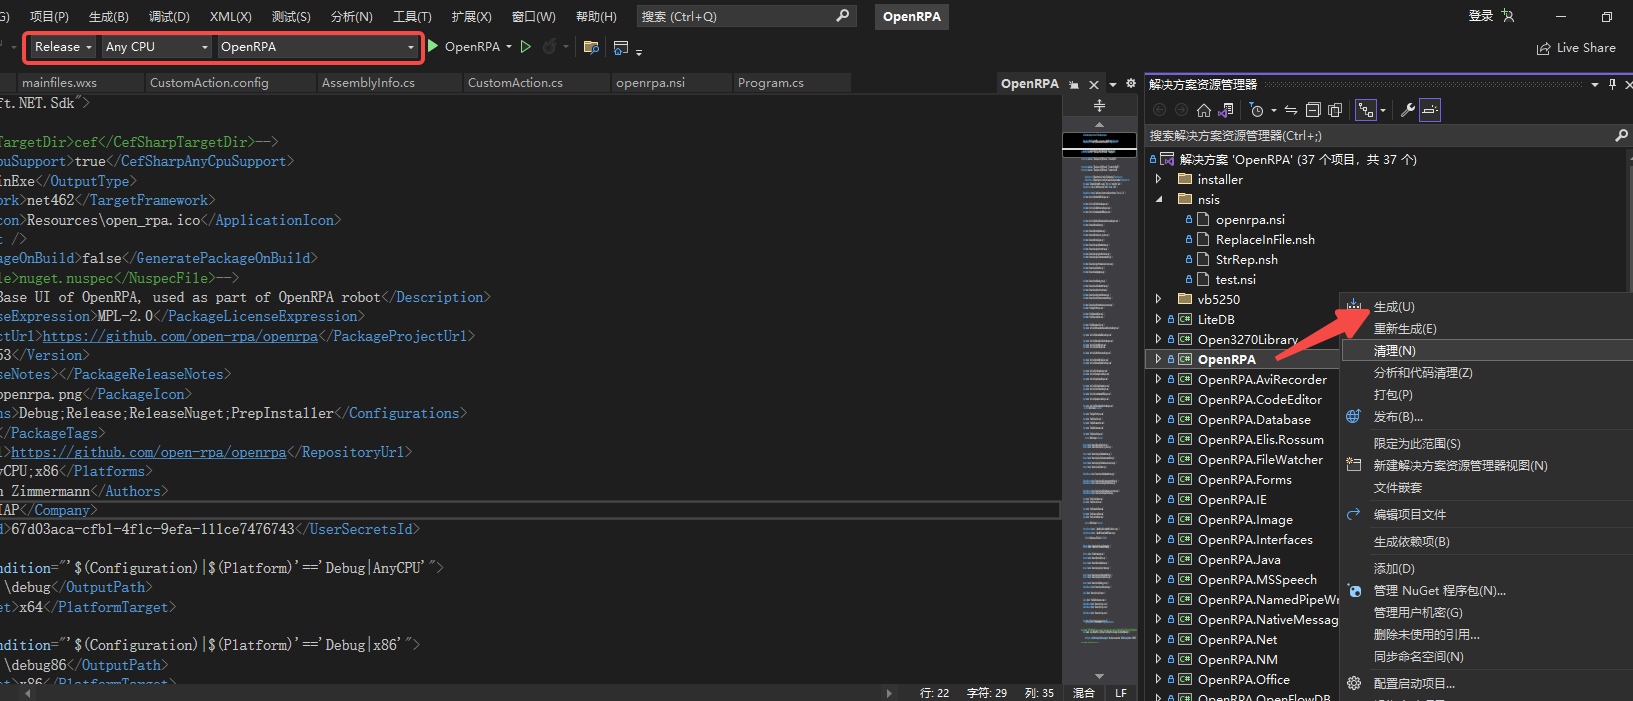 G) 项目(P) 生成(B) 调试(D) XML(X) 测试(S) 分析(N) 工具(T) 扩展(X) 窗口(W) 帮助(H) 搜索 (Ctrl+Q) OpenRPA 登录
Release Any CPU OpenRPA OpenRPA Live Share
mainfiles.wxs CustomAction.config AssemblyInfo.cs CustomAction.cs openrpa.nsi Program.cs OpenRPA
ft.NET.Sdk">
TargetDir>cef</CefSharpTargetDir>-->
puSupport>true</CefSharpAnyCpuSupport>
inExe</OutputType>
ork>net462</TargetFramework>
con>Resources\open_rpa.ico</ApplicationIcon>
t />
ageOnBuild>false</GeneratePackageOnBuild>
le>nuget.nuspec</NuspecFile>-->
Base UI of OpenRPA, used as part of OpenRPA robot</Description>
seExpression>MPL-2.0</PackageLicenseExpression>
ctUrl>https://github.com/open-rpa/openrpa</PackageProjectUrl>
53</Version>
seNotes></PackageReleaseNotes>
openrpa.png</PackageIcon>
ns>Debug;Release;ReleaseNuget;PrepInstaller</Configurations>
</PackageTags>
l>https://github.com/open-rpa/openrpa</RepositoryUrl>
yCPU;x86</Platforms>
n Zimmermann</Authors>
IAP</Company>
d>67d03aca-cfb1-4f1c-9efa-111ce7476743</UserSecretsId>
ndition="'$(Configuration)|$(Platform)'=='Debug|AnyCPU'">
\debug</OutputPath>
et>x64</PlatformTarget>
ndition="'$(Configuration)|$(Platform)'=='Debug|x86'">
\debug86</OutputPath>
et>x86</PlatformTarget>
行: 22 字符: 29 列: 35 混合 LF
解决方案资源管理器
搜索解决方案资源管理器(Ctrl+;)
解决方案 'OpenRPA' (37 个项目，共 37 个)
installer
nsis
openrpa.nsi
ReplaceInFile.nsh
StrRep.nsh
test.nsi
vb5250
LiteDB
Open3270Library
OpenRPA
OpenRPA.AviRecorder
OpenRPA.CodeEditor
OpenRPA.Database
OpenRPA.Elis.Rossum
OpenRPA.FileWatcher
OpenRPA.Forms
OpenRPA.IE
OpenRPA.Image
OpenRPA.Interfaces
OpenRPA.Java
OpenRPA.MSSpeech
OpenRPA.NamedPipeWr
OpenRPA.NativeMessag
OpenRPA.Net
OpenRPA.NM
OpenRPA.Office
OpenRPA.OpenFlowDB
生成(U)
重新生成(E)
清理(N)
分析和代码清理(Z)
打包(P)
发布(B)...
限定为此范围(S)
新建解决方案资源管理器视图(N)
文件嵌套
编辑项目文件
生成依赖项(B)
添加(D)
管理 NuGet 程序包(N)...
管理用户机密(G)
删除未使用的引用...
同步命名空间(N)
配置启动项目...